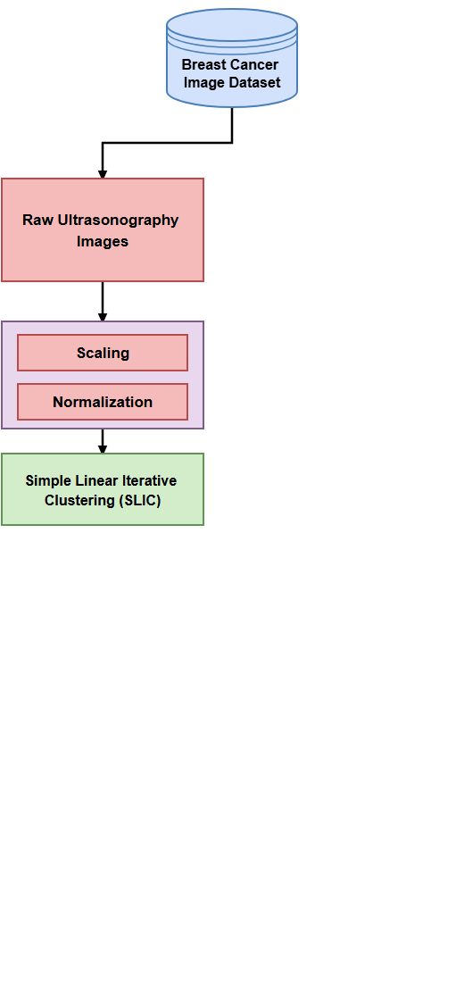 Breast Cancer
Image Dataset
Raw Ultrasonography
Images
Scaling
Normalization
Simple Linear Iterative
Clustering (SLIC)